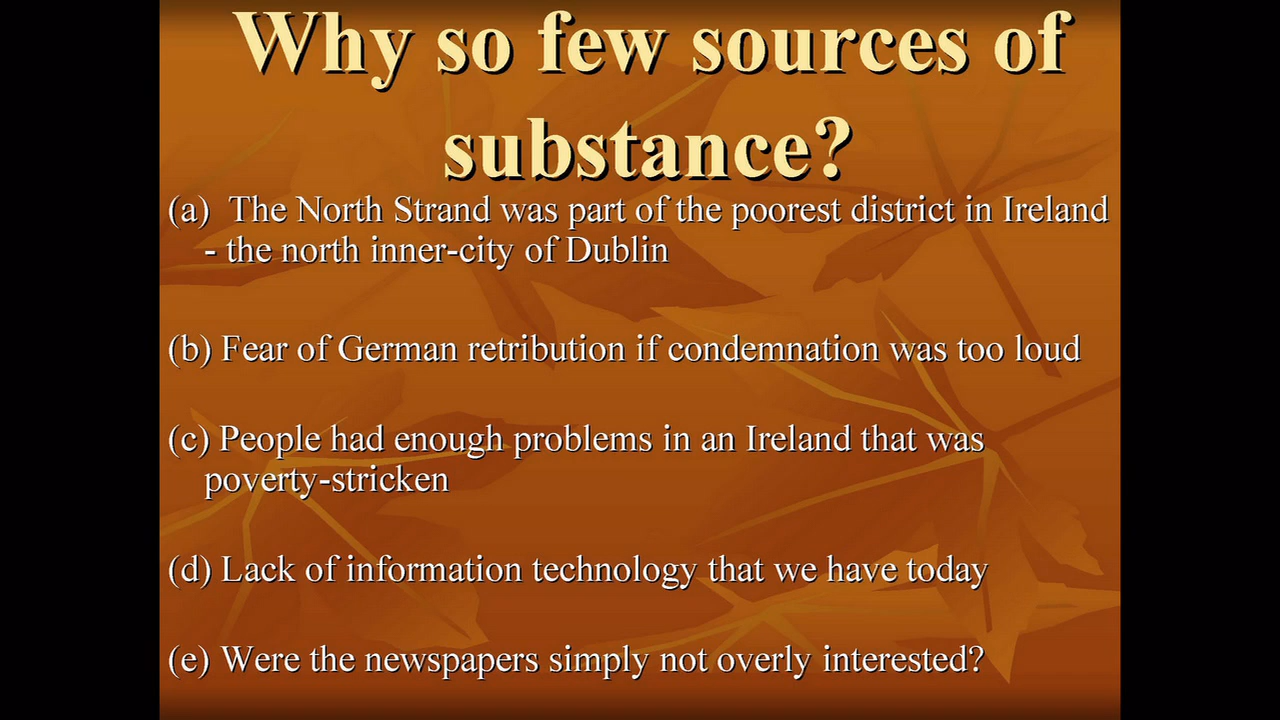 Why so few sources of
substance?
(a) The North Strand was part of the poorest district in Ireland
- the north inner-city of Dublin
(b) Fear of German retribution if condemnation was too loud
(c) People had enough problems in an Ireland that was
poverty-stricken
(d) Lack of information technology that we have today
(e) Were the newspapers simply not overly interested?